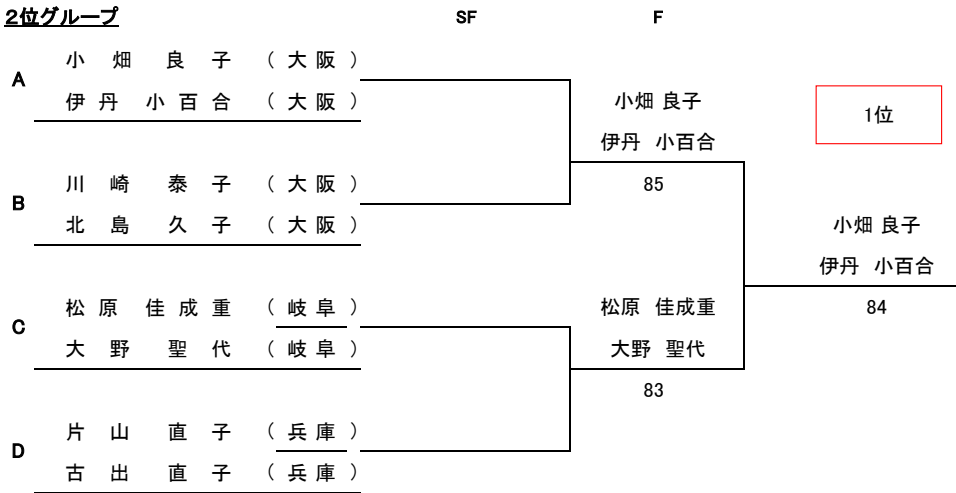 2位グループ SF F
小 畑 良 子 ( 大 阪 )
A
伊 丹 小 百 合 ( 大 阪 )
小畑 良子
伊丹 小百合
85
1位
川 崎 泰 子 ( 大 阪 )
B
北 島 久 子 ( 大 阪 )
小畑 良子
伊丹 小百合
84
松 原 佳 成 重 ( 岐 阜 )
C
大 野 聖 代 ( 岐 阜 )
松原 佳成重
大野 聖代
83
片 山 直 子 ( 兵 庫 )
D
古 出 直 子 ( 兵 庫 )